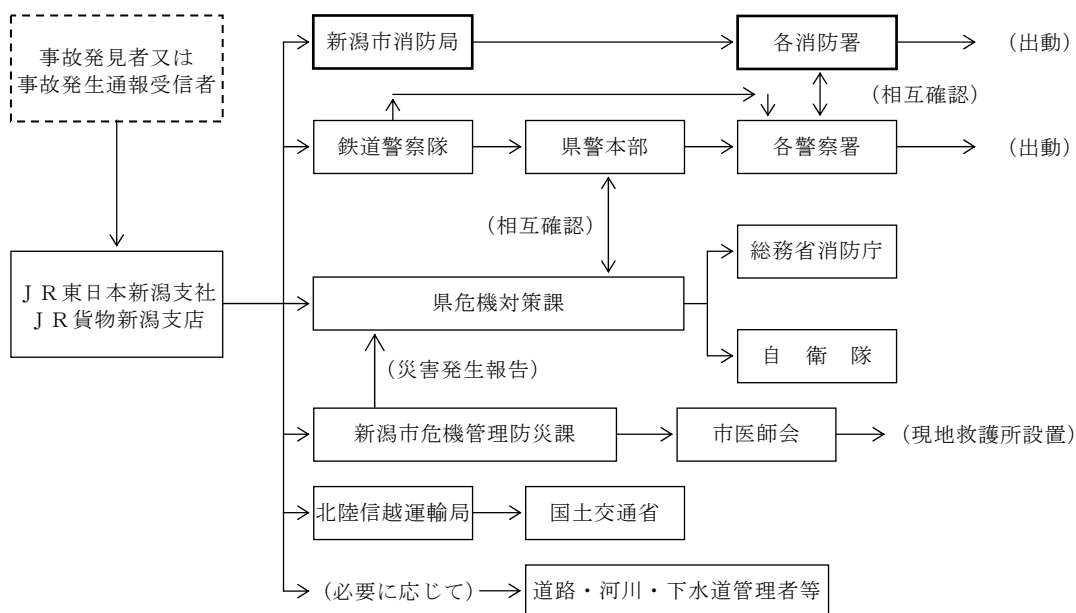 事故発見者又は
事故発生通報受信者
新潟市消防局
各消防署
（出動）
（相互確認）
鉄道警察隊
県警本部
各警察署
（出動）
（相互確認）
ＪＲ東日本新潟支社
ＪＲ貨物新潟支店
県危機対策課
総務省消防庁
自　衛　隊
（災害発生報告）
新潟市危機管理防災課
市医師会
（現地救護所設置）
北陸信越運輸局
国土交通省
（必要に応じて）
道路・河川・下水道管理者等